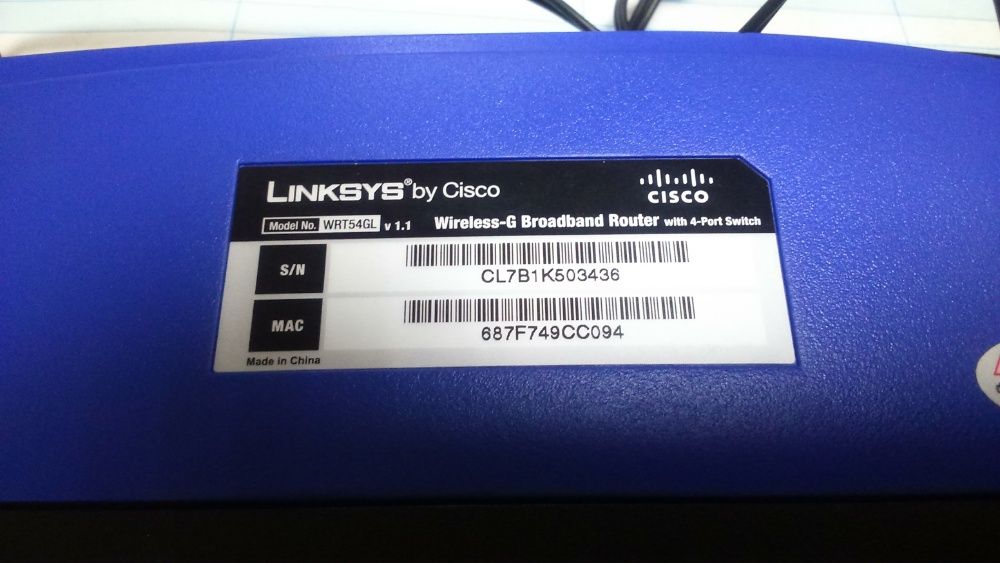 LINKSYS® by Cisco
CISCO
Model No. WRT54GL v 1.1 Wireless-G Broadband Router with 4-Port Switch
S/N
CL7B1K503436
MAC
687F749CC094
Made in China